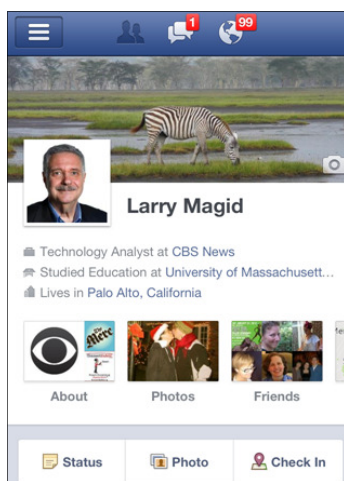 1
99
Larry Magid
Technology Analyst at CBS News
Studied Education at University of Massachusett...
Lives in Palo Alto, California
About Photos Friends
Status Photo Check In